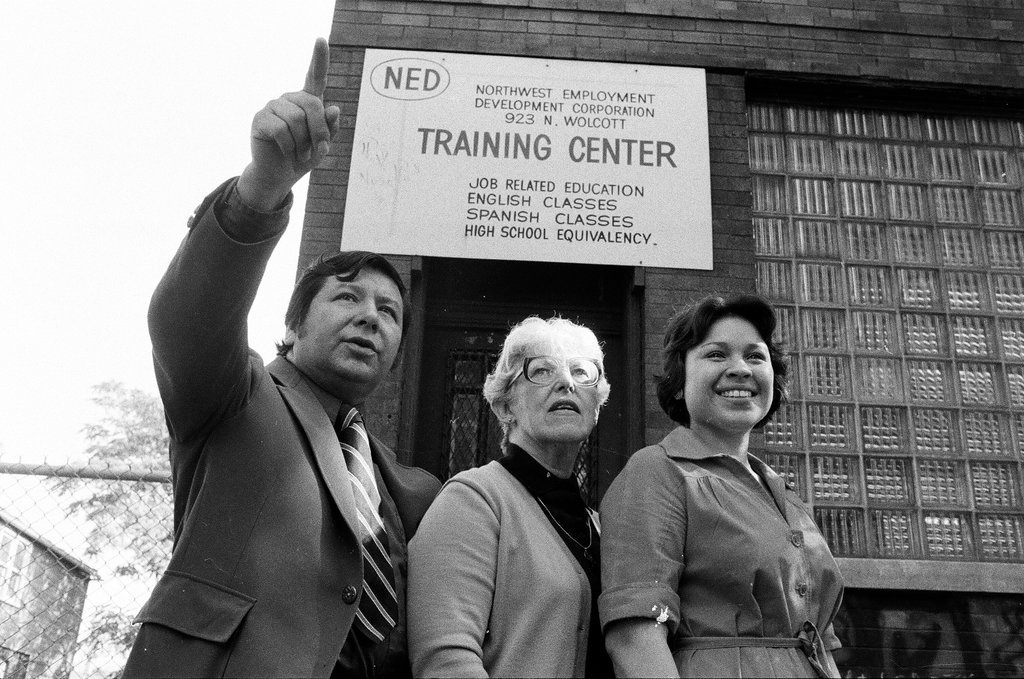 NED
NORTHWEST EMPLOYMENT
DEVELOPMENT CORPORATION
923 N. WOLCOTT
TRAINING CENTER
JOB RELATED EDUCATION
ENGLISH CLASSES
SPANISH CLASSES
HIGH SCHOOL EQUIVALENCY.